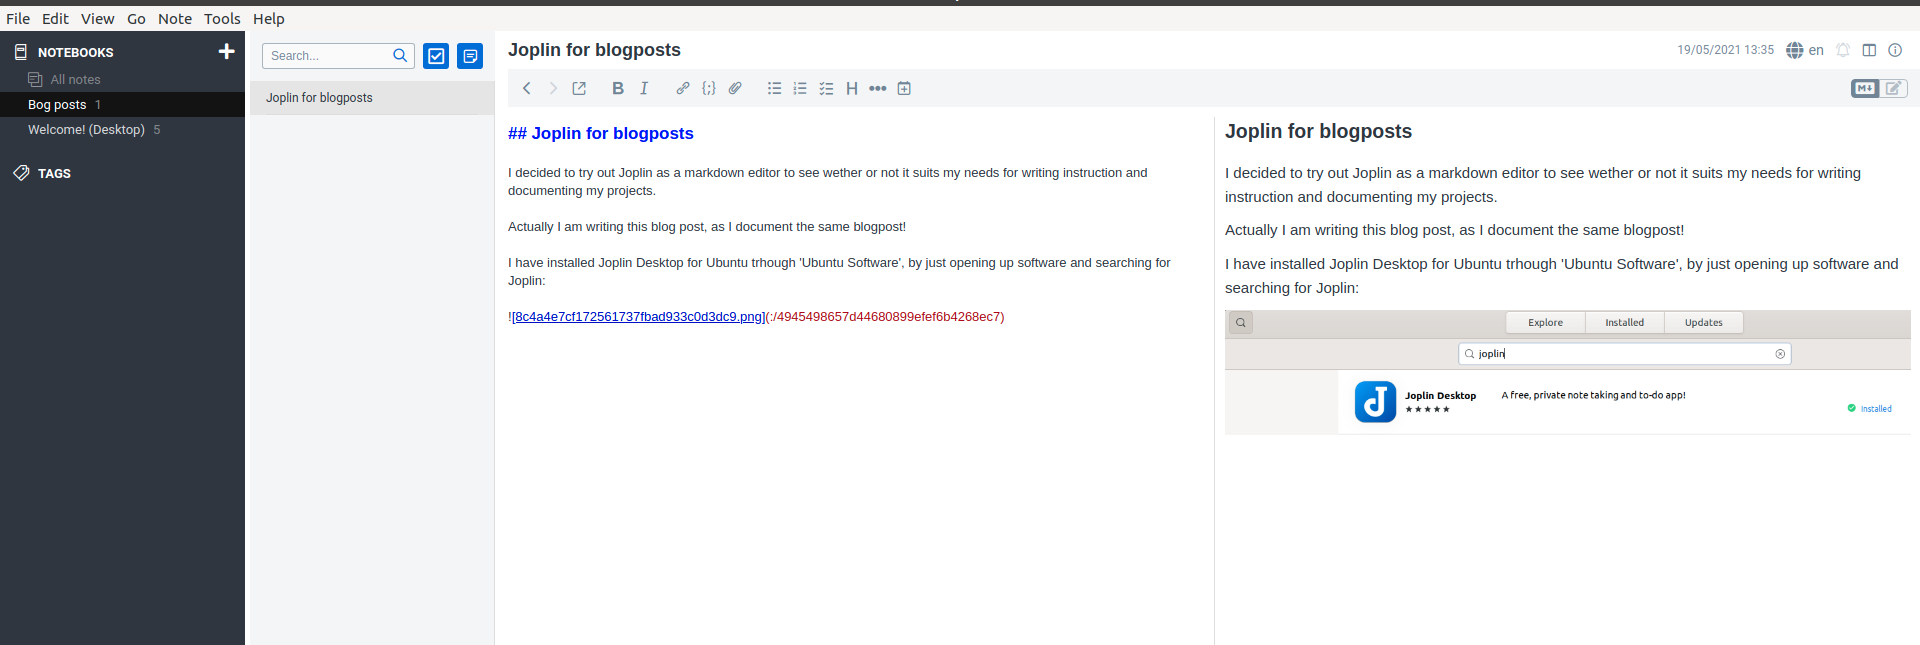 File Edit View Go Note Tools Help
NOTEBOOKS
All notes
Bog posts 1
Welcome! (Desktop) 5
TAGS
Search...
Joplin for blogposts
Joplin for blogposts
19/05/2021 13:35 en
B I H
M
## Joplin for blogposts
I decided to try out Joplin as a markdown editor to see wether or not it suits my needs for writing instruction and
documenting my projects.
Actually I am writing this blog post, as I document the same blogpost!
I have installed Joplin Desktop for Ubuntu trhough 'Ubuntu Software', by just opening up software and searching for
Joplin:
![8c4a4e7cf172561737fbad933c0d3dc9.png](:/4945498657d44680899efef6b4268ec7)
Joplin for blogposts
I decided to try out Joplin as a markdown editor to see wether or not it suits my needs for writing
instruction and documenting my projects.
Actually I am writing this blog post, as I document the same blogpost!
I have installed Joplin Desktop for Ubuntu trhough 'Ubuntu Software', by just opening up software and
searching for Joplin:
Explore Installed Updates
joplin
Joplin Desktop A free, private note taking and to-do app!
Installed